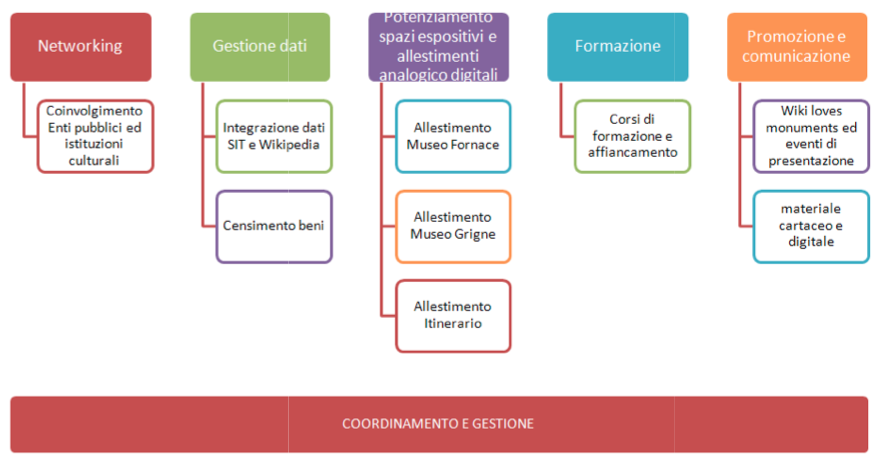 Networking
Coinvolgimento
Enti pubblici ed
istituzioni
culturali
Gestione dati
Integrazione dati
SIT e Wikipedia
Censimento beni
Potenziamento
spazi espositivi e
allestimenti
analogico digitali
Allestimento
Museo Fornace
Allestimento
Museo Grigne
Allestimento
Itinerario
Formazione
Corsi di
formazione e
affiancamento
Promozione e
comunicazione
Wiki loves
monuments ed
eventi di
presentazione
materiale
cartaceo e
digitale
COORDINAMENTO E GESTIONE